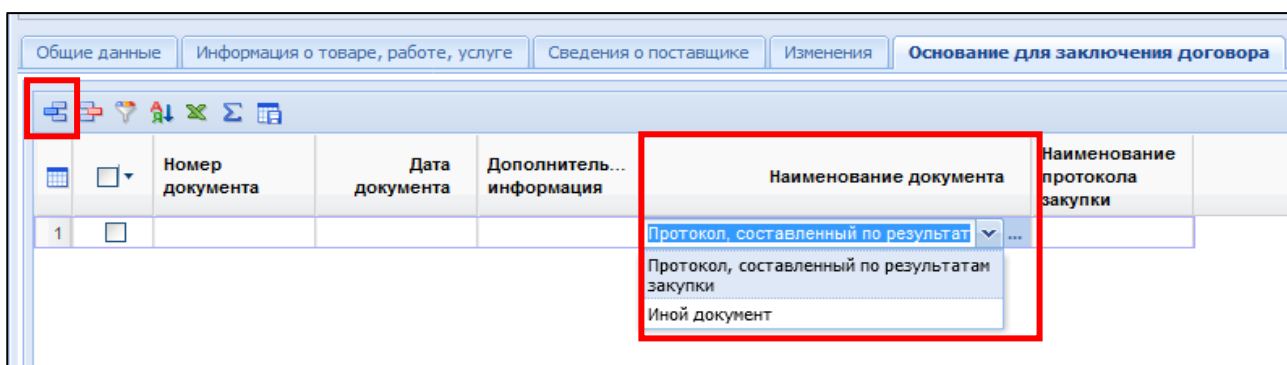 Общие данные Информация о товаре, работе, услуге Сведения о поставщике Изменения Основание для заключения договора
Номер документа Дата документа Дополнитель... информация Наименование документа Наименование протокола закупки
1 Протокол, составленный по результат ...
Протокол, составленный по результатам
закупки
Иной документ